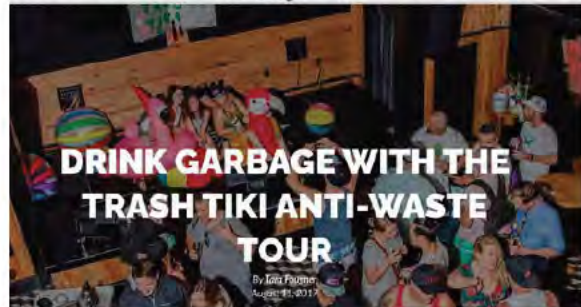 DRINK GARBAGE WITH THE
TRASH TIKI ANTI-WASTE
TOUR
By Tara Fougner
August 11, 2017